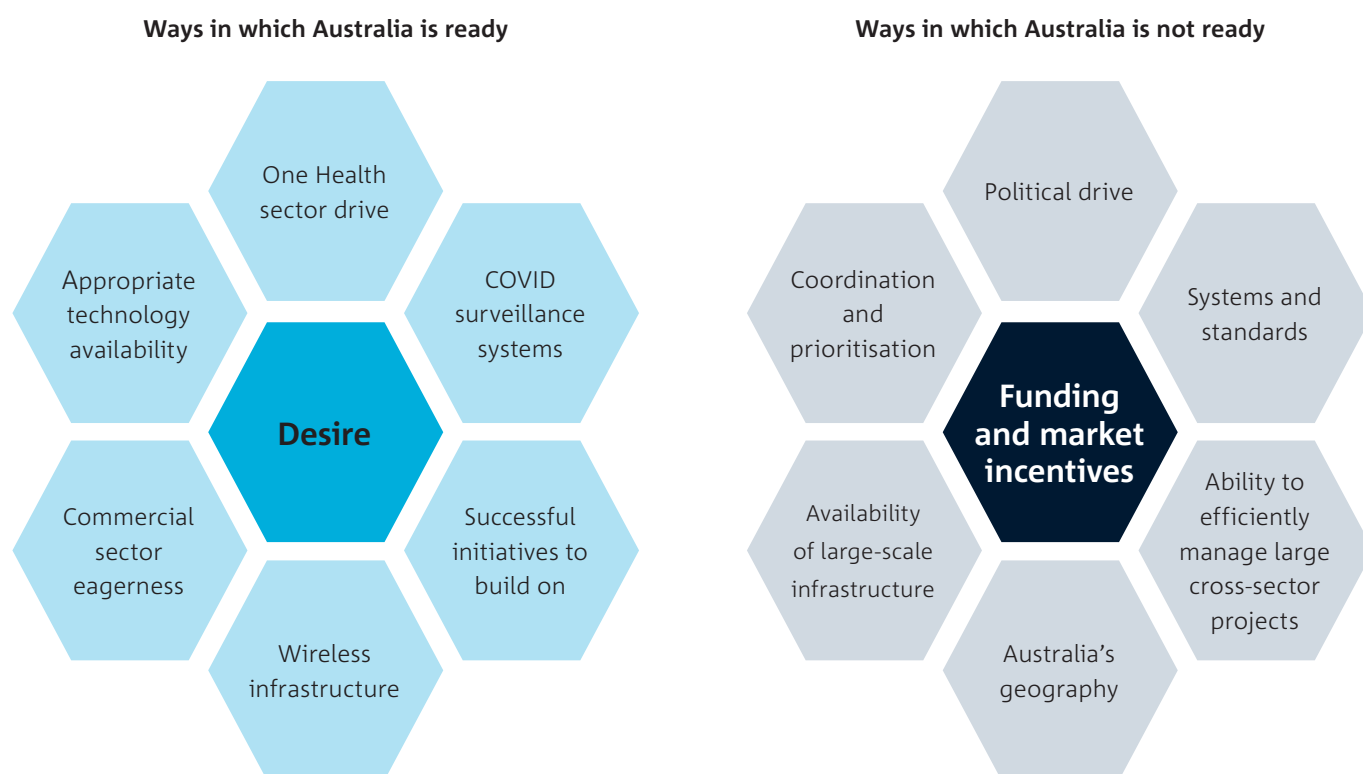 Ways in which Australia is ready
One Health
sector drive
COVID
surveillance
systems
Successful
initiatives to
build on
Wireless
infrastructure
Commercial
sector
eagerness
Appropriate
technology
availability
Desire
Ways in which Australia is not ready
Political drive
Systems and
standards
Ability to
efficiently
manage large
cross-sector
projects
Australia’s
geography
Availability
of large-scale
infrastructure
Coordination
and
prioritisation
Funding
and market
incentives